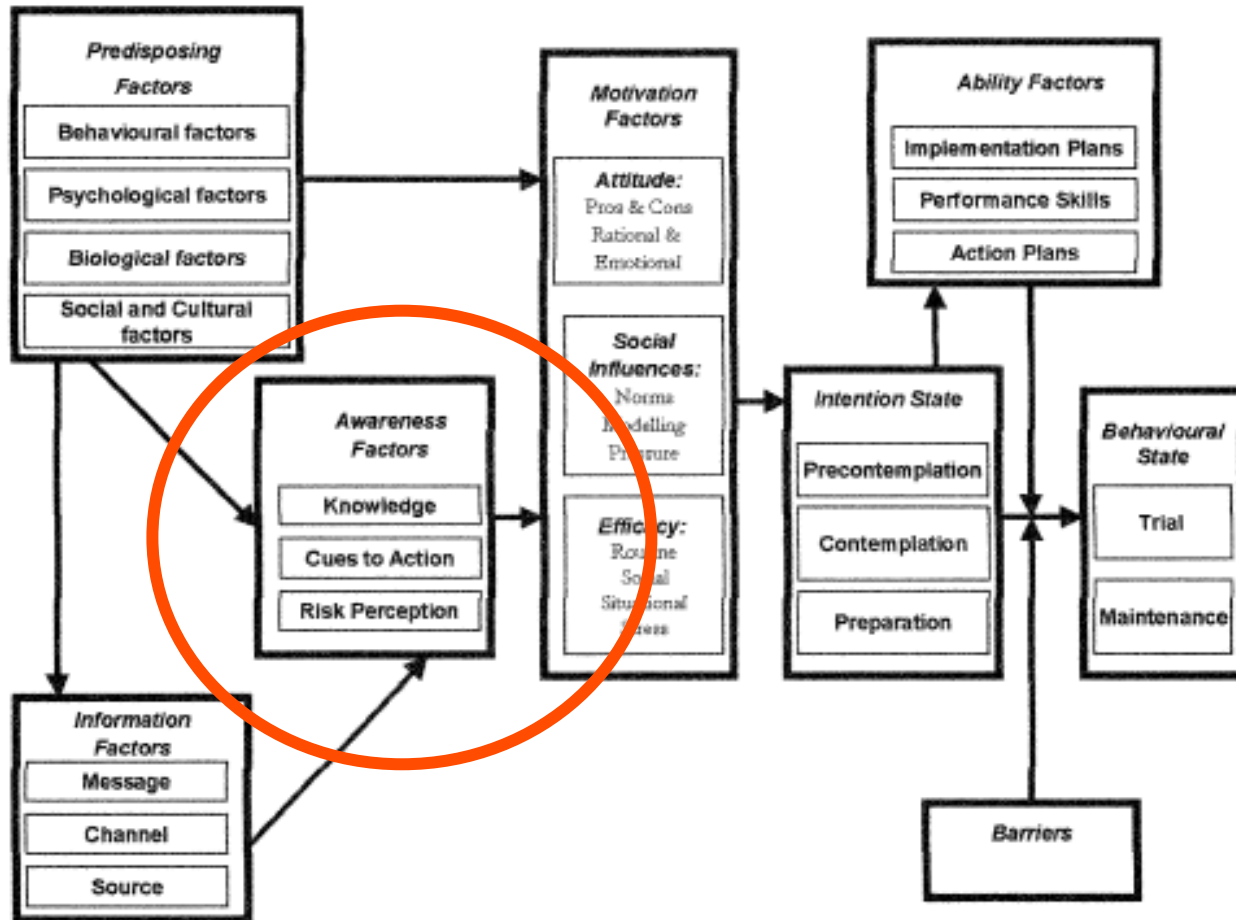 Predisposing
Factors
Behavioural factors
Psychological factors
Biological factors
Social and Cultural
factors
Awareness
Factors
Knowledge
Cues to Action
Risk Perception
Information
Factors
Message
Channel
Source
Motivation
Factors
Attitude:
Pros & Cons
Rational &
Emotional
Social
Influences:
Norms
Modelling
Pressure
Efficacy:
Routine
Social
Situational
Stress
Intention State
Precontemplation
Contemplation
Preparation
Ability Factors
Implementation Plans
Performance Skills
Action Plans
Behavioural
State
Trial
Maintenance
Barriers